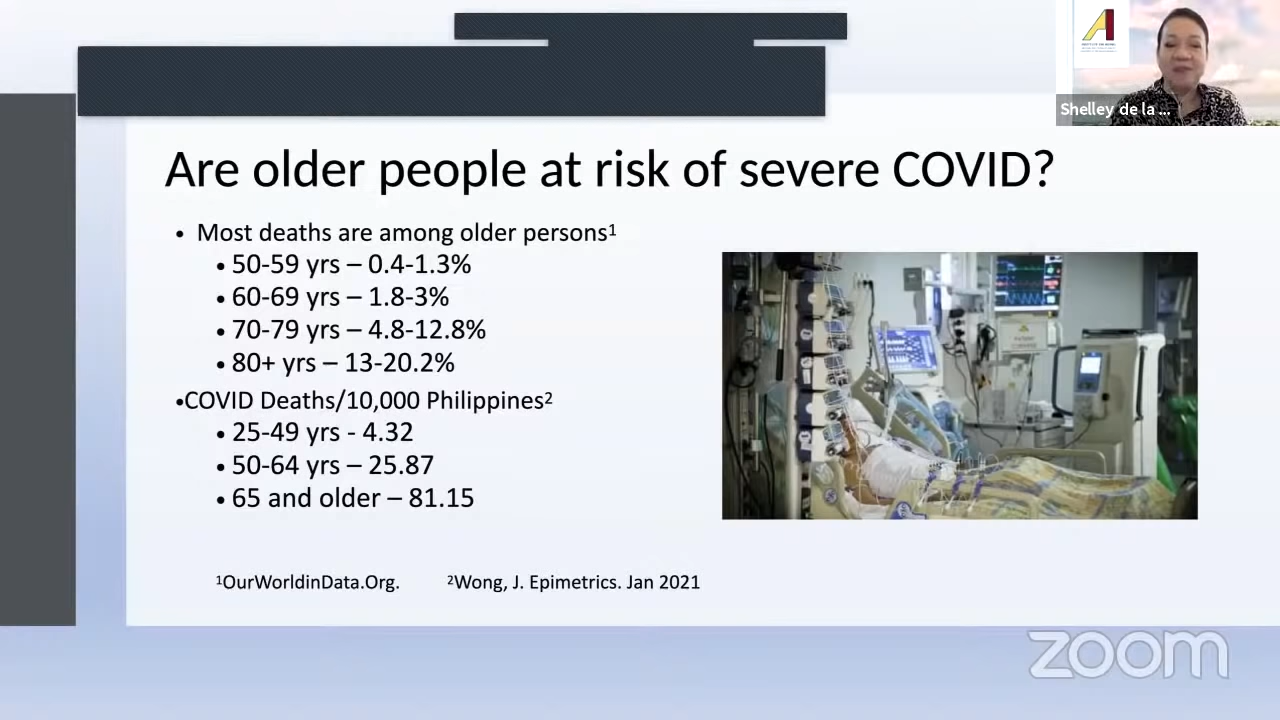 Shelley de la ...
Are older people at risk of severe COVID?
• Most deaths are among older persons¹
• 50-59 yrs – 0.4-1.3%
• 60-69 yrs – 1.8-3%
• 70-79 yrs – 4.8-12.8%
• 80+ yrs – 13-20.2%
•COVID Deaths/10,000 Philippines²
• 25-49 yrs - 4.32
• 50-64 yrs – 25.87
• 65 and older – 81.15
¹OurWorldinData.Org. ²Wong, J. Epimetrics. Jan 2021
zoom